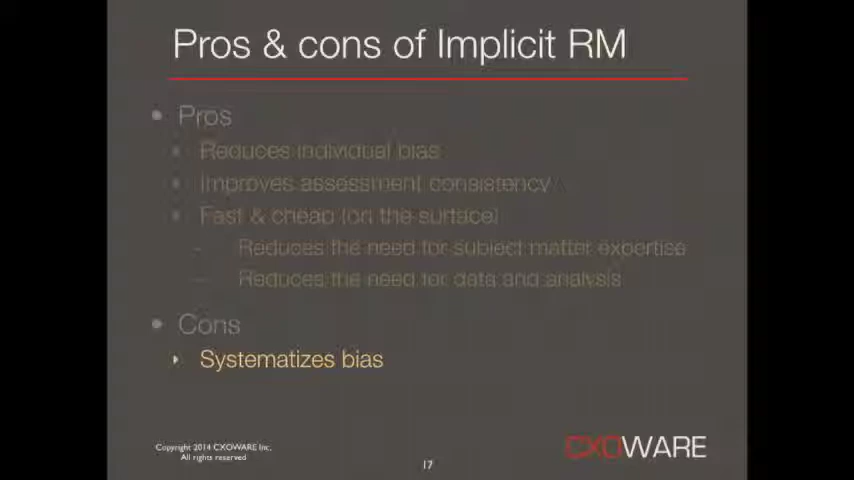 Pros & cons of Implicit RM
• Pros
Reduces individual bias
Improves assessment consistency
Fast & cheap (on the surface)
- Reduces the need for subject matter expertise
- Reduces the need for data and analysis
• Cons
Systematizes bias
Copyright 2014 CXOWARE Inc.
All rights reserved
17
CXOWARE